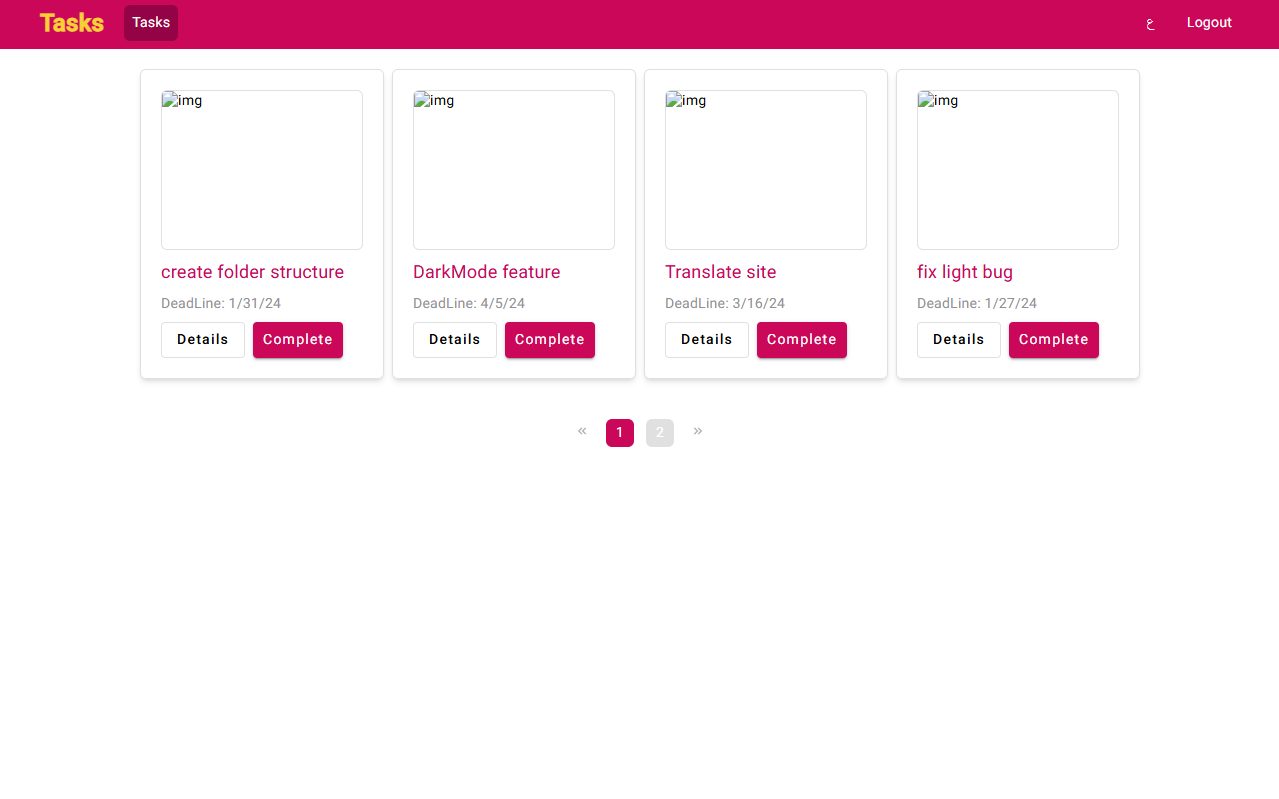 Tasks Tasks ع Logout
img img img img
create folder structure DarkMode feature Translate site fix light bug
DeadLine: 1/31/24 DeadLine: 4/5/24 DeadLine: 3/16/24 DeadLine: 1/27/24
Details Complete Details Complete Details Complete Details Complete
« 1 2 »